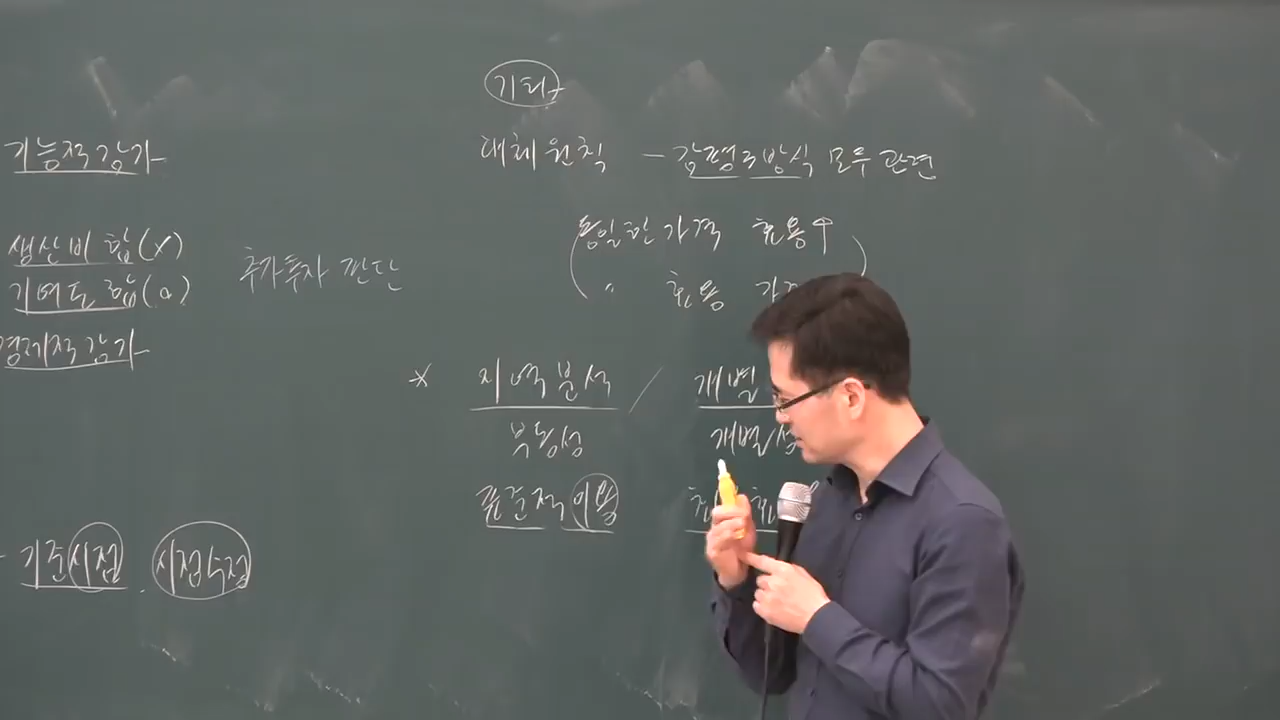 기능적 감가
생산비 합(x)
기여도 합(o)
추가투자 판단
경제적 감가
기준시점 시점수정
기타
대체원칙 - 감평3방식 모두 관련
동일한 가격 효용↑
〃 효용
* 지역분석 / 개별
부동성 개별성
표준적 이용